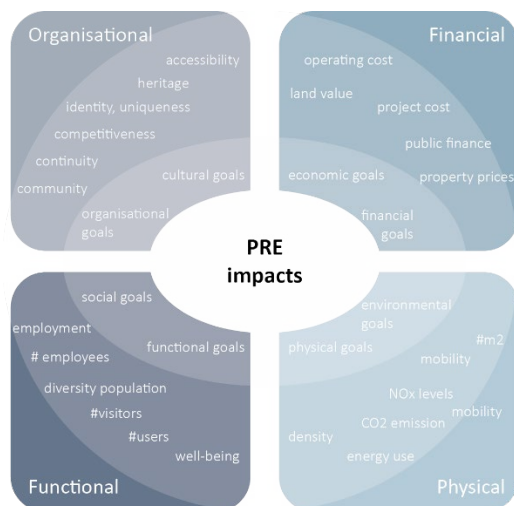 Organisational
accessibility
heritage
identity, uniqueness
competitiveness
continuity
community
cultural goals
organisational
goals
Financial
operating cost
land value
project cost
public finance
property prices
economic goals
financial
goals
PRE
impacts
social goals
functional goals
employment
# employees
diversity population
#visitors
#users
well-being
Functional
environmental
goals
physical goals
#m2
mobility
NOx levels
mobility
CO2 emission
density
energy use
Physical